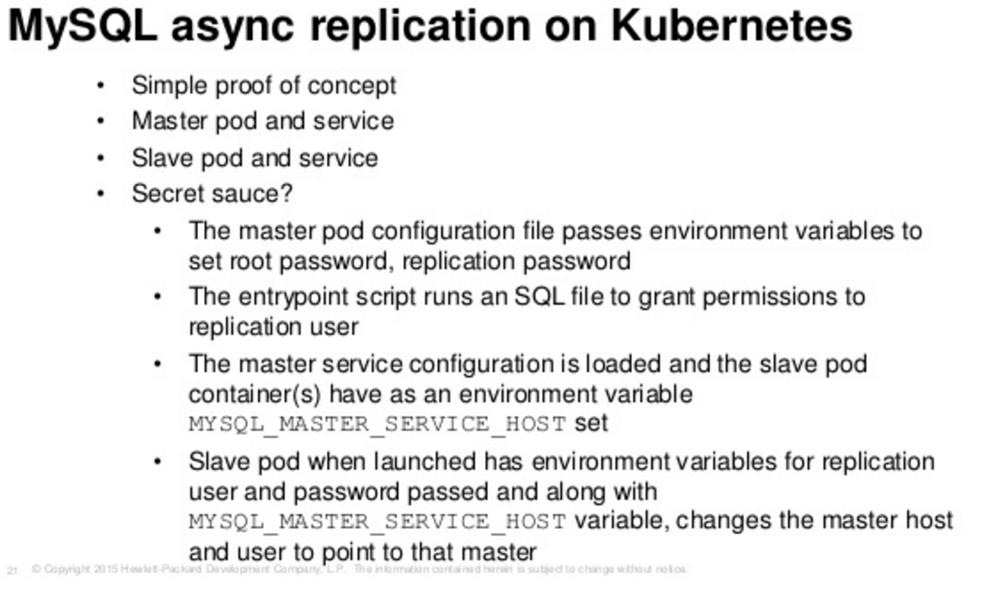 MySQL async replication on Kubernetes
• Simple proof of concept
• Master pod and service
• Slave pod and service
• Secret sauce?
• The master pod configuration file passes environment variables to
set root password, replication password
• The entrypoint script runs an SQL file to grant permissions to
replication user
• The master service configuration is loaded and the slave pod
container(s) have as an environment variable
MYSQL_MASTER_SERVICE_HOST set
• Slave pod when launched has environment variables for replication
user and password passed and along with
MYSQL_MASTER_SERVICE_HOST variable, changes the master host
and user to point to that master
21 © Copyright 2015 Hewlett-Packard Development Company, L.P. The information contained herein is subject to change without notice.